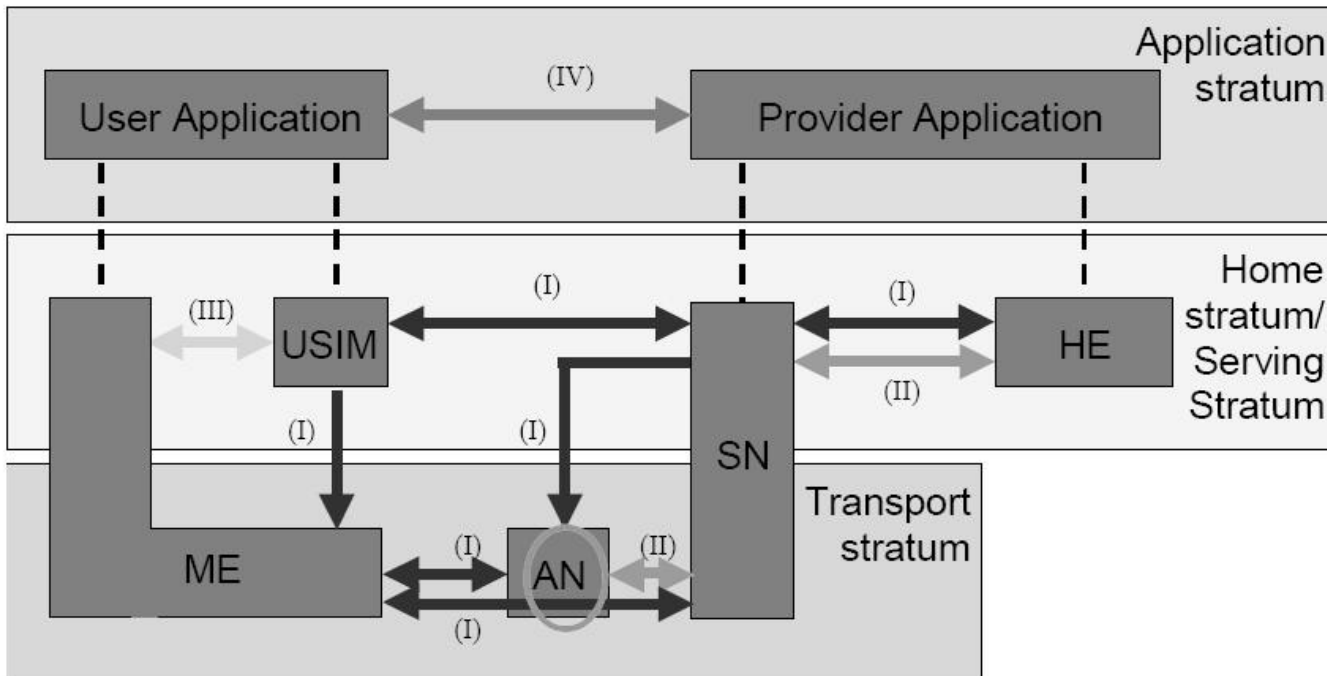 Application
stratum
(IV)
User Application
Provider Application
Home
stratum/
Serving
Stratum
(I)
(I)
(III)
USIM
HE
(II)
(I)
(I)
SN
Transport
stratum
ME
(I)
AN
(II)
(I)